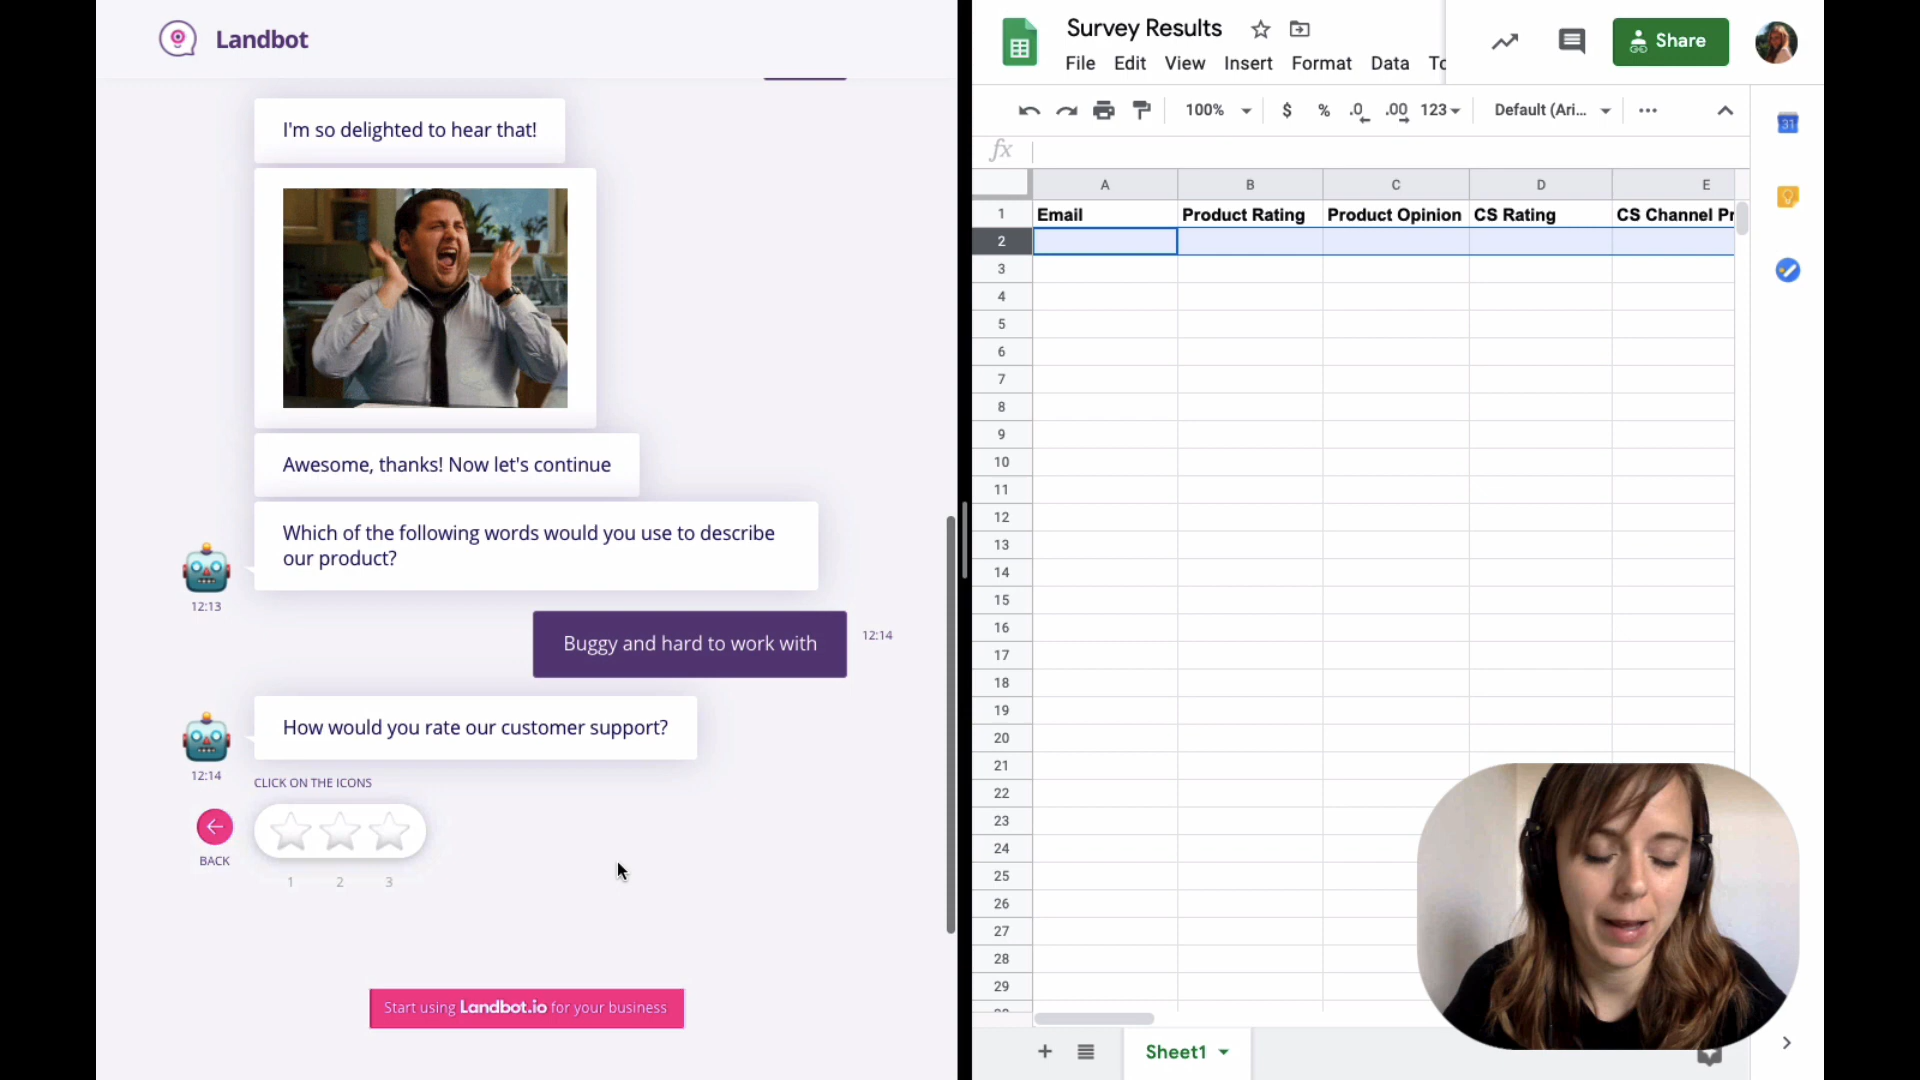 Landbot
I'm so delighted to hear that!
Awesome, thanks! Now let's continue
Which of the following words would you use to describe
our product?
12:13
Buggy and hard to work with
12:14
How would you rate our customer support?
12:14
CLICK ON THE ICONS
BACK
1 2 3
Start using Landbot.io for your business
Survey Results
Share
File Edit View Insert Format Data To
100% $ % .0 .00 123 Default (Ari... ...
31
fx
A B C D E
1 Email Product Rating Product Opinion CS Rating CS Channel Pr
2
3
4
5
6
7
8
9
10
11
12
13
14
15
16
17
18
19
20
21
22
23
24
25
26
27
28
29
Sheet1